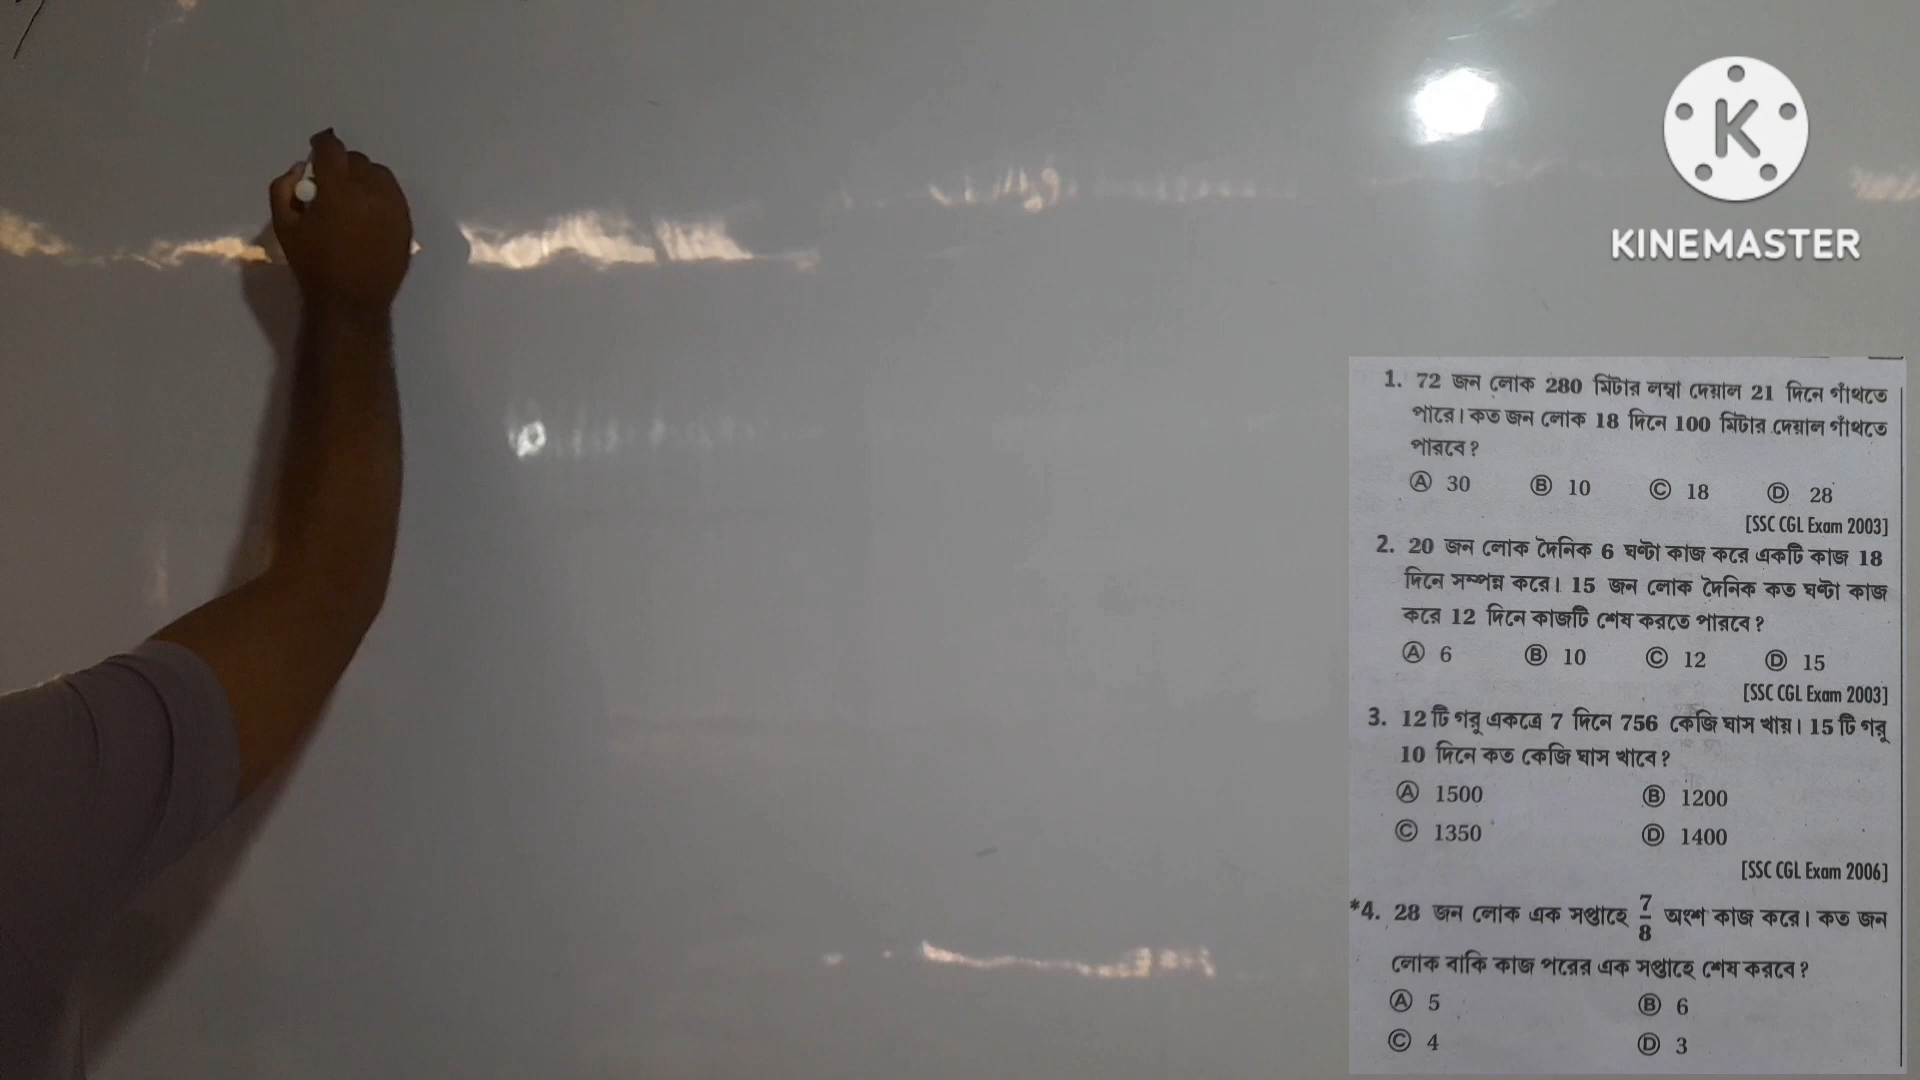 K
KINEMASTER
1. 72 জন লোক 280 মিটার লম্বা দেয়াল 21 দিনে গাঁথতে
পারে। কত জন লোক 18 দিনে 100 মিটার দেয়াল গাঁথতে
পারবে?
Ⓐ 30 Ⓑ 10 Ⓒ 18 Ⓓ 28
[SSC CGL Exam 2003]
2. 20 জন লোক দৈনিক 6 ঘণ্টা কাজ করে একটি কাজ 18
দিনে সম্পন্ন করে। 15 জন লোক দৈনিক কত ঘণ্টা কাজ
করে 12 দিনে কাজটি শেষ করতে পারবে?
Ⓐ 6 Ⓑ 10 Ⓒ 12 Ⓓ 15
[SSC CGL Exam 2003]
3. 12 টি গরু একত্রে 7 দিনে 756 কেজি ঘাস খায়। 15 টি গরু
10 দিনে কত কেজি ঘাস খাবে?
Ⓐ 1500 Ⓑ 1200
Ⓒ 1350 Ⓓ 1400
[SSC CGL Exam 2006]
*4. 28 জন লোক এক সপ্তাহে 7/8 অংশ কাজ করে। কত জন
লোক বাকি কাজ পরের এক সপ্তাহে শেষ করবে?
Ⓐ 5 Ⓑ 6
Ⓒ 4 Ⓓ 3